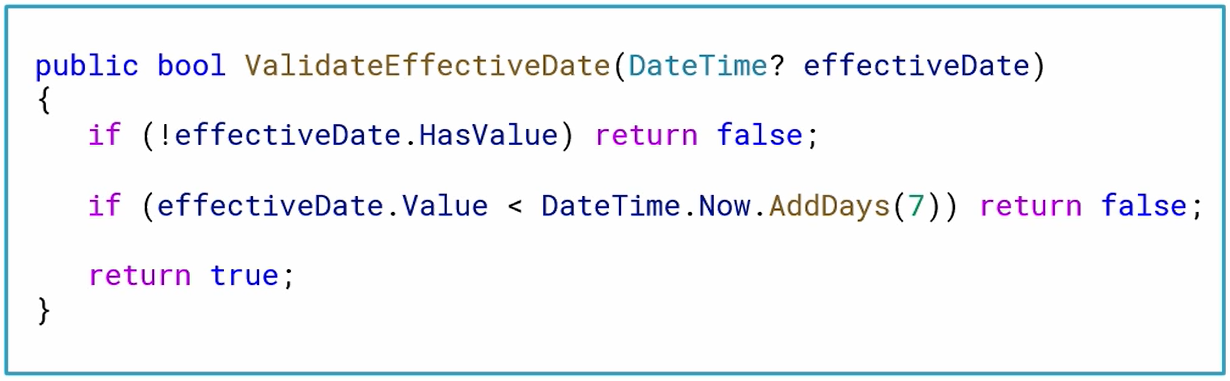 public bool ValidateEffectiveDate(DateTime? effectiveDate)
{
if (!effectiveDate.HasValue) return false;
if (effectiveDate.Value < DateTime.Now.AddDays(7)) return false;
return true;
}